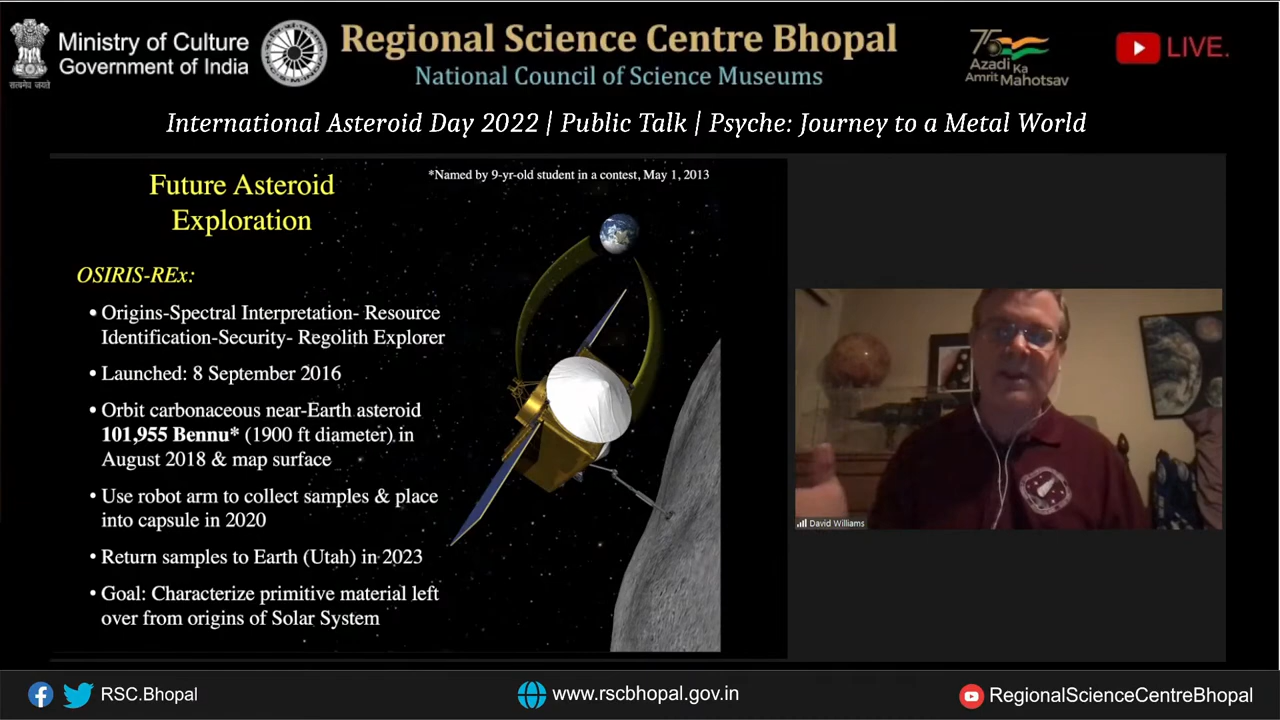 सत्यमेव जयते
Ministry of Culture
Government of India
Regional Science Centre Bhopal
National Council of Science Museums
75
Azadi Ka
Amrit Mahotsav
LIVE.
International Asteroid Day 2022 | Public Talk | Psyche: Journey to a Metal World
Future Asteroid
Exploration
*Named by 9-yr-old student in a contest, May 1, 2013
OSIRIS-REx:
• Origins-Spectral Interpretation- Resource
Identification-Security- Regolith Explorer
• Launched: 8 September 2016
• Orbit carbonaceous near-Earth asteroid
101,955 Bennu* (1900 ft diameter) in
August 2018 & map surface
• Use robot arm to collect samples & place
into capsule in 2020
• Return samples to Earth (Utah) in 2023
• Goal: Characterize primitive material left
over from origins of Solar System
David Williams
RSC.Bhopal
www.rscbhopal.gov.in
RegionalScienceCentreBhopal